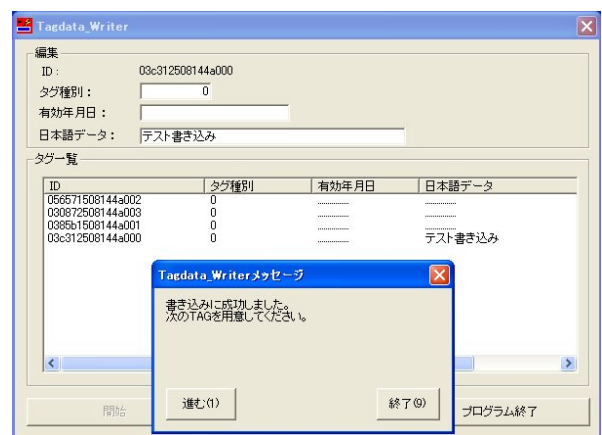 Tagdata_Writer
編集
ID： 03c312508144a000
タグ種別： 0
有効年月日：
日本語データ： テスト書き込み
タグ一覧
ID タグ種別 有効年月日 日本語データ
056571508144a002 0 ............. .............
030872508144a003 0 ............. .............
0385b1508144a001 0 ............. .............
03c312508144a000 0 ............. テスト書き込み
Tagdata_Writerメッセージ
書き込みに成功しました。
次のTAGを用意してください。
進む(1) 終了(9)
開始 プログラム終了